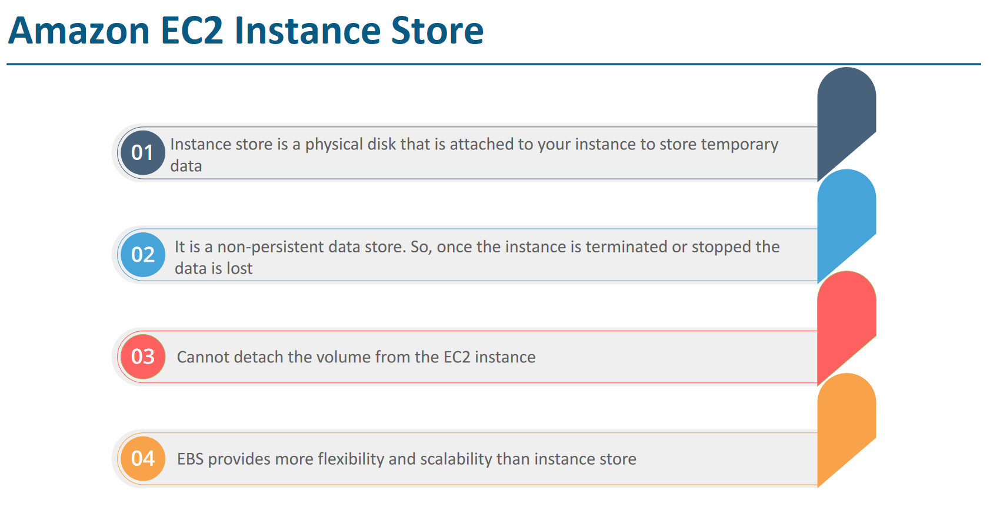 Amazon EC2 Instance Store
01
Instance store is a physical disk that is attached to your instance to store temporary
data
02
It is a non-persistent data store. So, once the instance is terminated or stopped the
data is lost
03
Cannot detach the volume from the EC2 instance
04
EBS provides more flexibility and scalability than instance store